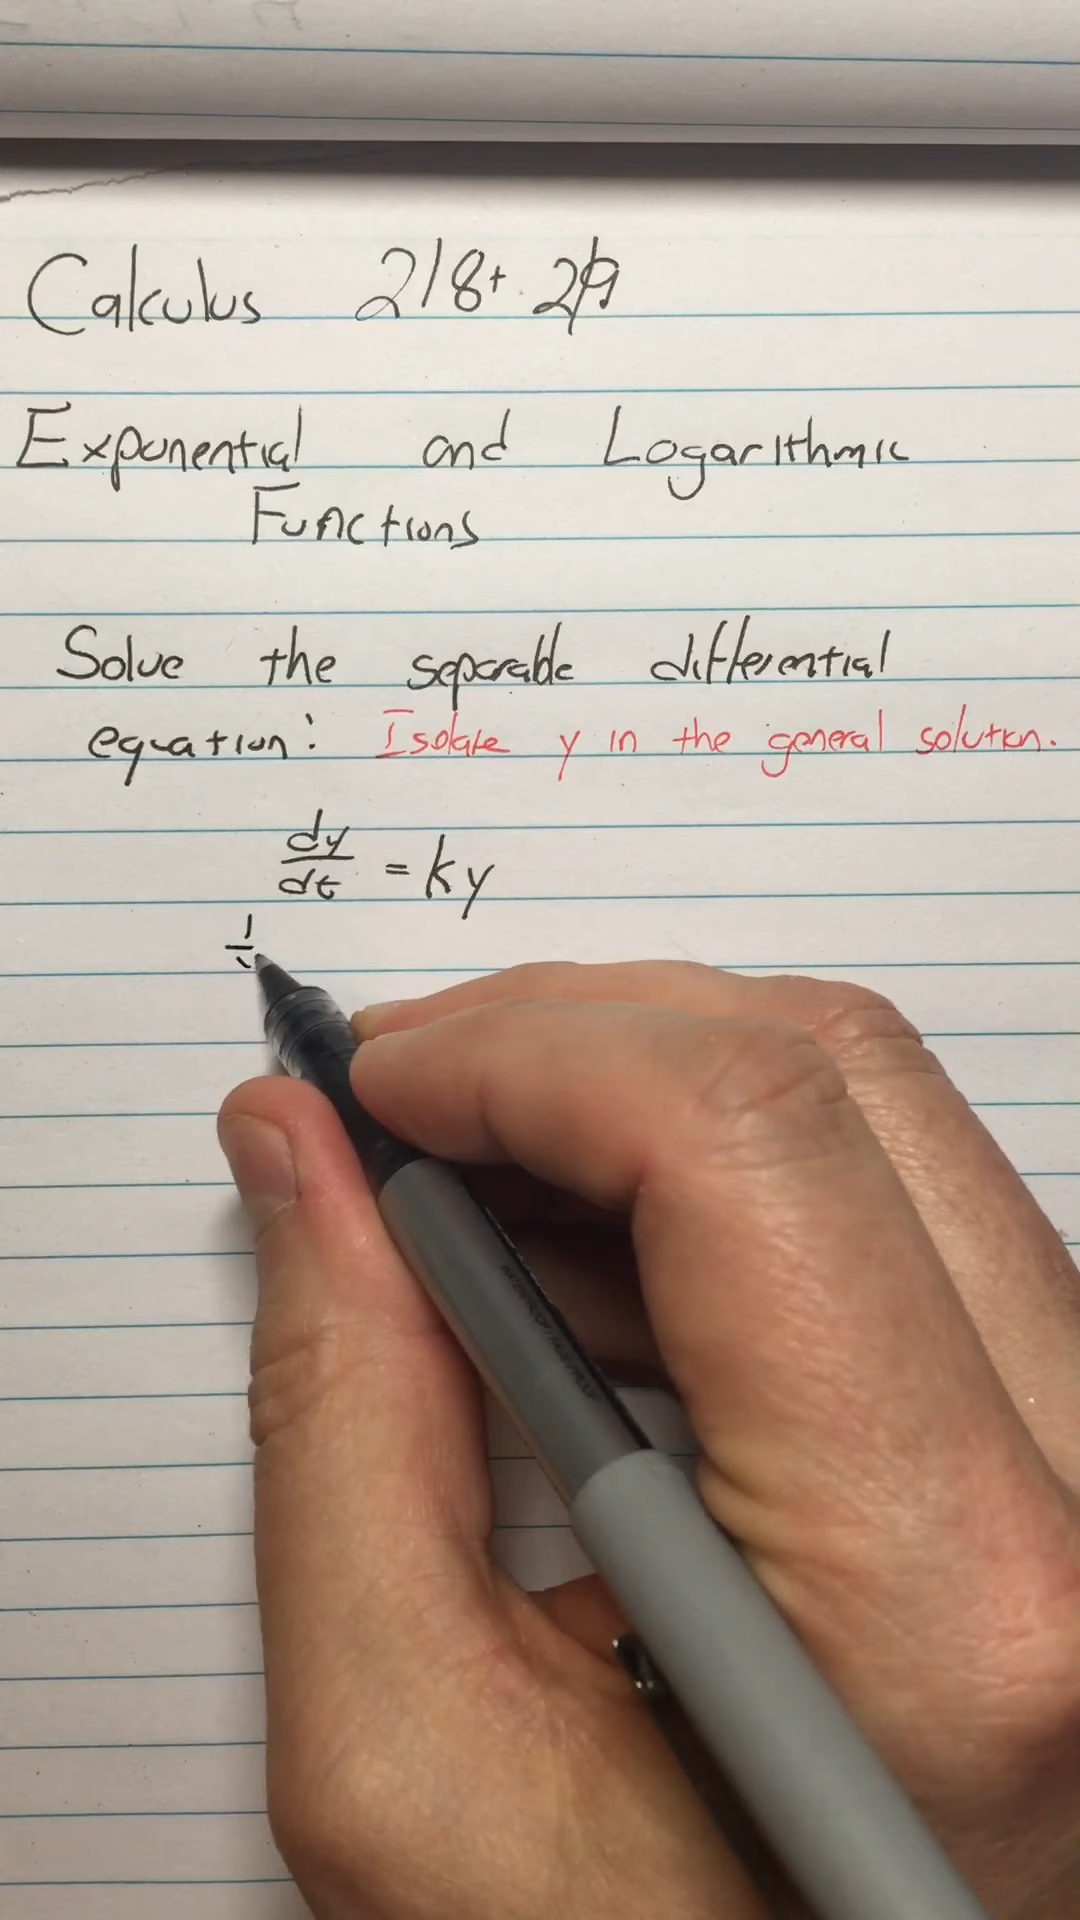 Calculus 218+219
Exponential and Logarithmic
Functions
Solve the separable differential
equation: Isolate y in the general solution.
dy/dt = ky
1